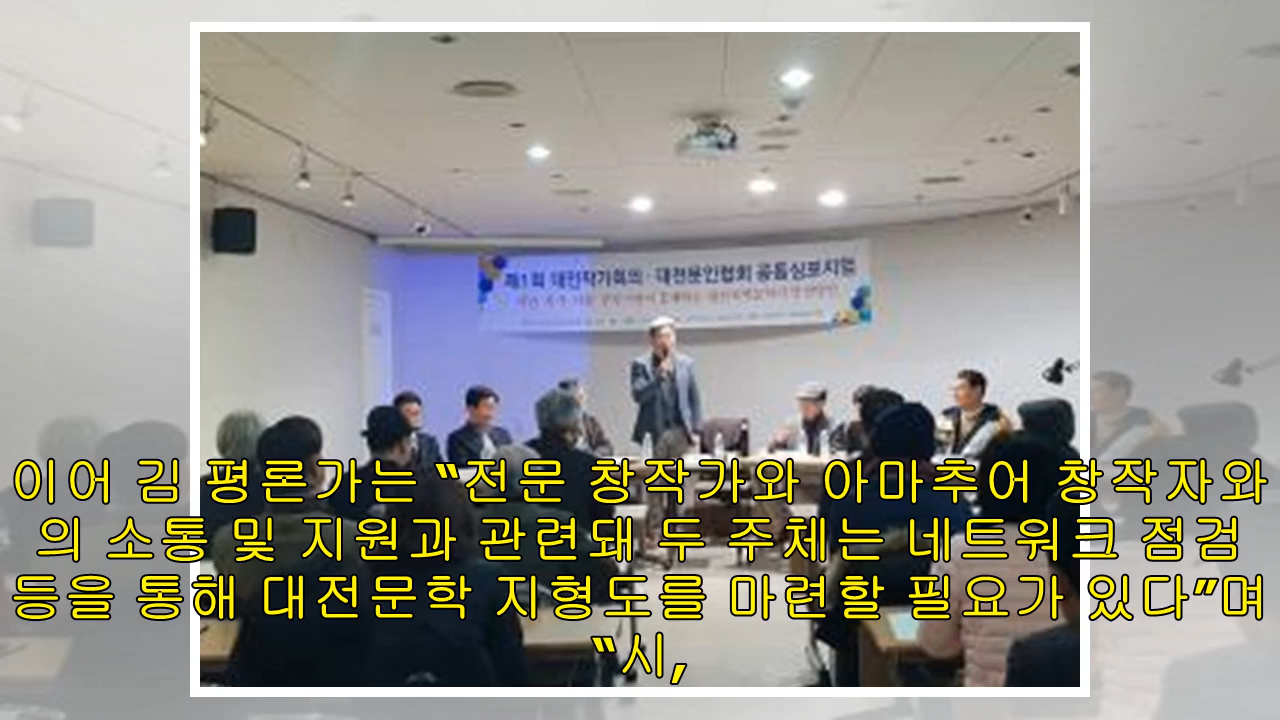 제1회 대전작가회의 · 대전문인협회 공동심포지엄
이어 김 평론가는 “전문 창작가와 아마추어 창작자와
의 소통 및 지원과 관련돼 두 주체는 네트워크 점검
등을 통해 대전문학 지형도를 마련할 필요가 있다”며
“시,